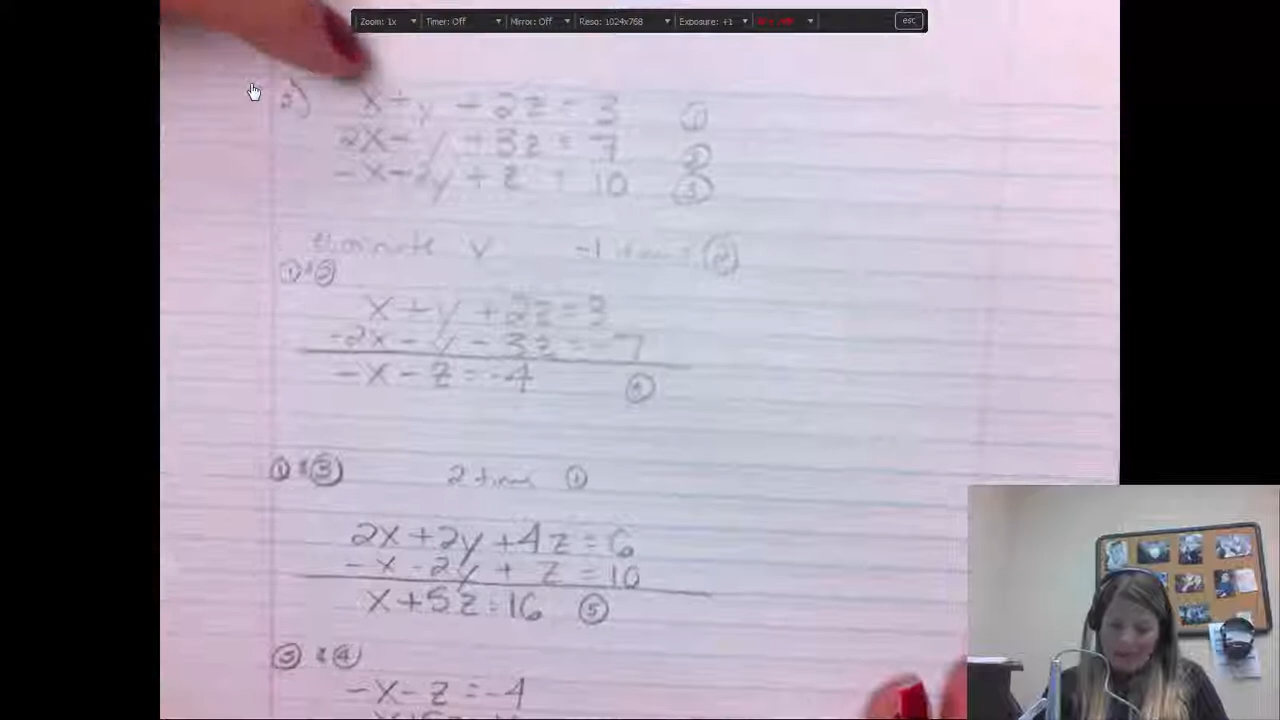 Zoom: 1x Timer: Off Mirror: Off Reso: 1024x768 Exposure: +1 esc
x + y + 2z = 3 ①
2x - y + 3z = 7 ②
-x - 2y + z = 10 ③
eliminate y -1 times ②
① & ②
x + y + 2z = 3
-2x - y - 3z = -7
-x - z = -4 ④
① & ③ 2 times ①
2x + 2y + 4z = 6
-x - 2y + z = 10
x + 5z = 16 ⑤
& ④
-x - z = -4